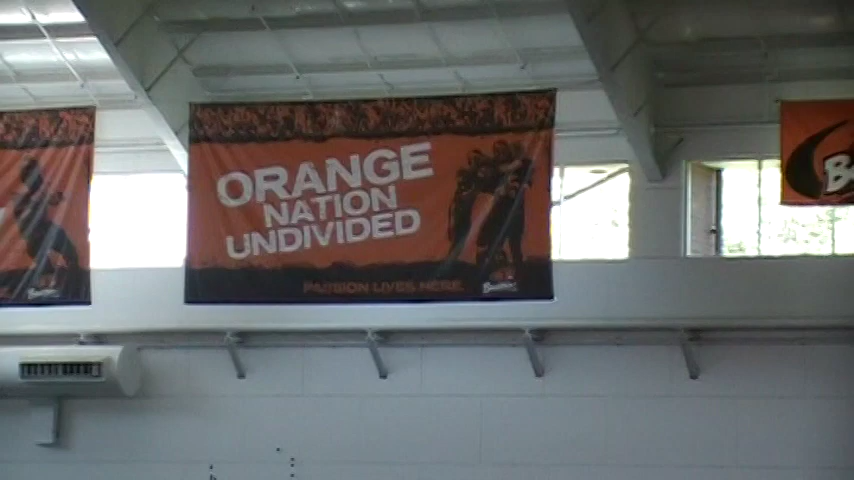 ORANGE
NATION
UNDIVIDED
PASSION LIVES HERE.